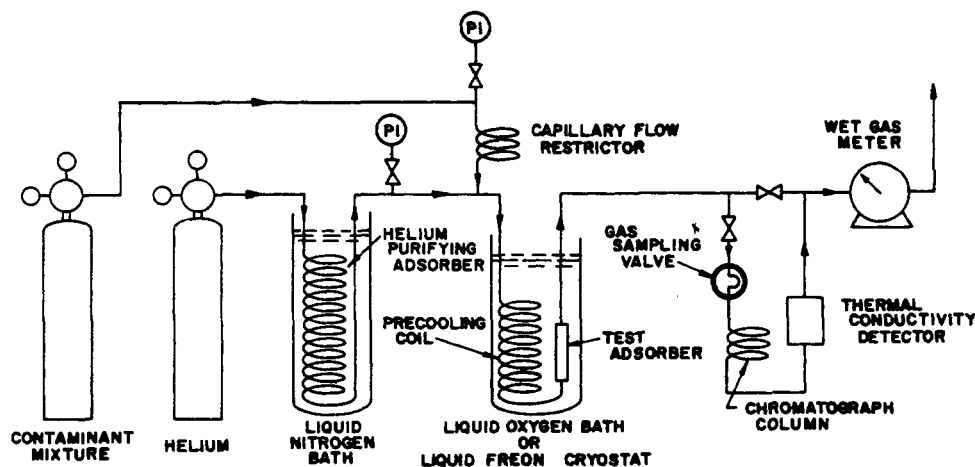 PI
PI
CAPILLARY FLOW
RESTRICTOR
WET GAS
METER
HELIUM
PURIFYING
ADSORBER
GAS
SAMPLING
VALVE
PRECOOLING
COIL
TEST
ADSORBER
THERMAL
CONDUCTIVITY
DETECTOR
CHROMATOGRAPH
COLUMN
CONTAMINANT
MIXTURE
HELIUM
LIQUID
NITROGEN
BATH
LIQUID OXYGEN BATH
OR
LIQUID FREON CRYOSTAT